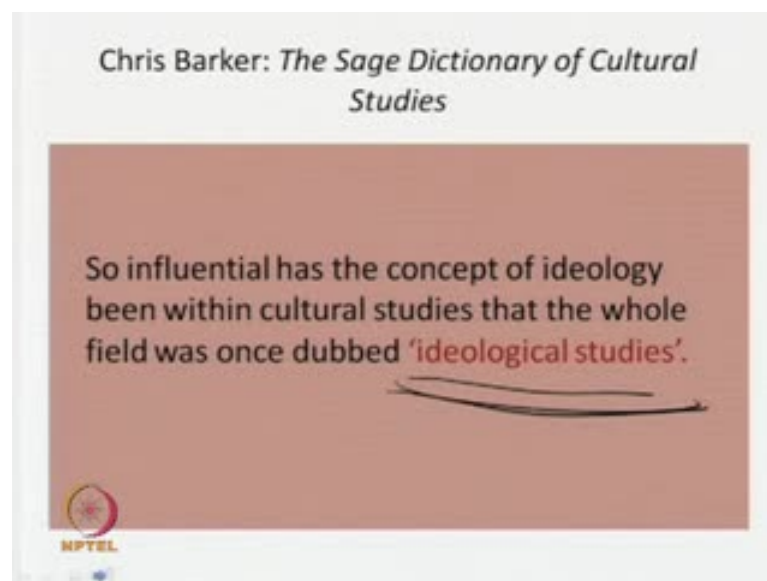 Chris Barker: The Sage Dictionary of Cultural
Studies
So influential has the concept of ideology
been within cultural studies that the whole
field was once dubbed ‘ideological studies’.
NPTEL